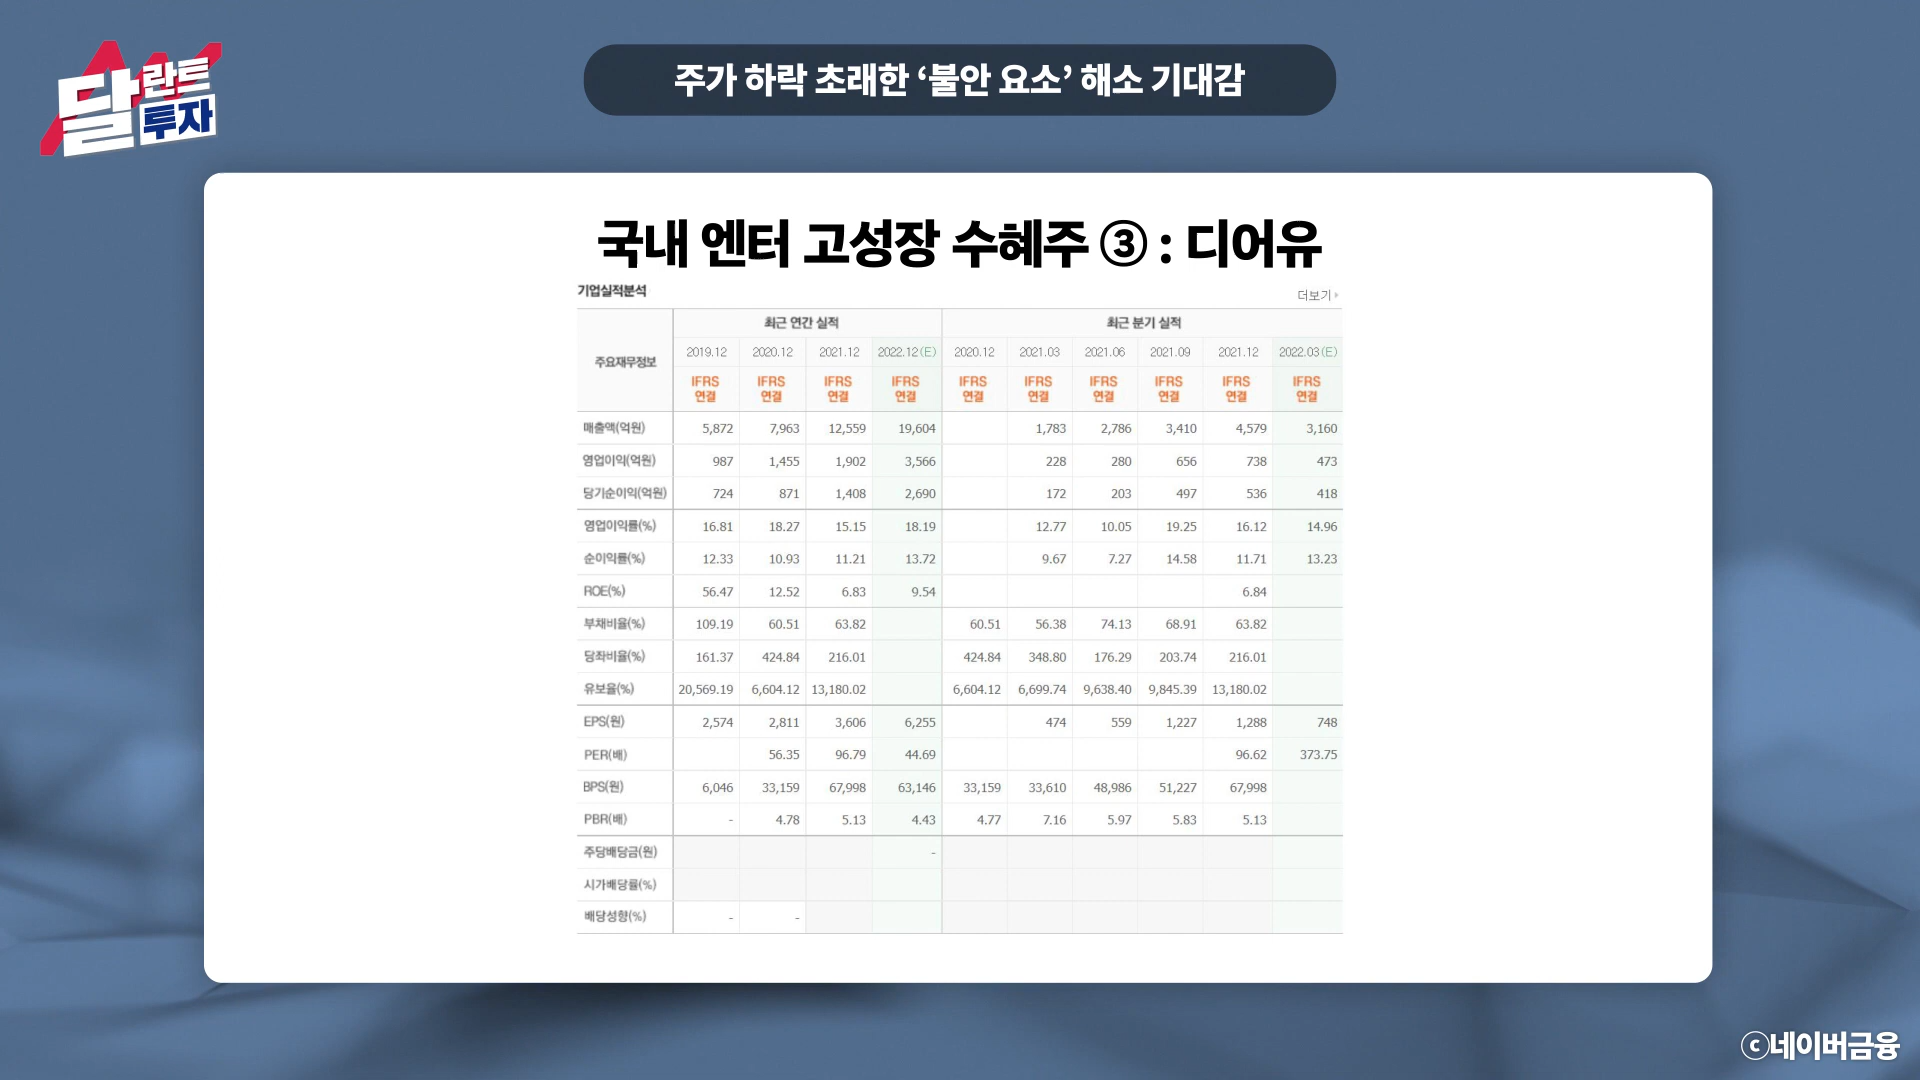 달란트
투자
주가 하락 초래한 ‘불안 요소’ 해소 기대감
국내 엔터 고성장 수혜주 ③ : 디어유
기업실적분석
더보기
주요재무정보 최근 연간 실적 최근 분기 실적
2019.12 2020.12 2021.12 2022.12(E) 2020.12 2021.03 2021.06 2021.09 2021.12 2022.03(E)
IFRS IFRS IFRS IFRS IFRS IFRS IFRS IFRS IFRS IFRS
연결 연결 연결 연결 연결 연결 연결 연결 연결 연결
매출액(억원) 5,872 7,963 12,559 19,604 1,783 2,786 3,410 4,579 3,160
영업이익(억원) 987 1,455 1,902 3,566 228 280 656 738 473
당기순이익(억원) 724 871 1,408 2,690 172 203 497 536 418
영업이익률(%) 16.81 18.27 15.15 18.19 12.77 10.05 19.25 16.12 14.96
순이익률(%) 12.33 10.93 11.21 13.72 9.67 7.27 14.58 11.71 13.23
ROE(%) 56.47 12.52 6.83 9.54 6.84
부채비율(%) 109.19 60.51 63.82 60.51 56.38 74.13 68.91 63.82
당좌비율(%) 161.37 424.84 216.01 424.84 348.80 176.29 203.74 216.01
유보율(%) 20,569.19 6,604.12 13,180.02 6,604.12 6,699.74 9,638.40 9,845.39 13,180.02
EPS(원) 2,574 2,811 3,606 6,255 474 559 1,227 1,288 748
PER(배) 56.35 96.79 44.69 96.62 373.75
BPS(원) 6,046 33,159 67,998 63,146 33,159 33,610 48,986 51,227 67,998
PBR(배) - 4.78 5.13 4.43 4.77 7.16 5.97 5.83 5.13
주당배당금(원) -
시가배당률(%)
배당성향(%) - -
ⓒ네이버금융